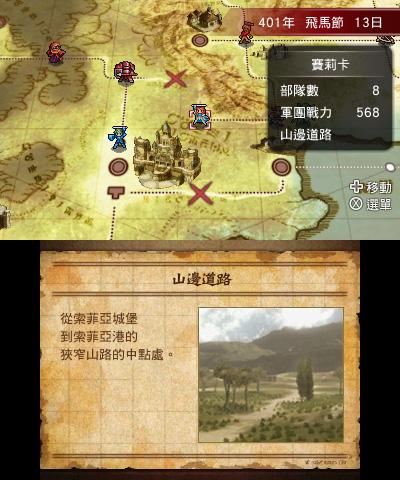 401年 飛馬節 13日
賽莉卡
部隊數 8
軍團戰力 568
山邊道路
移動
Ⓧ選單
山邊道路
從索菲亞城堡
到索菲亞港的
狹窄山路的中點處。